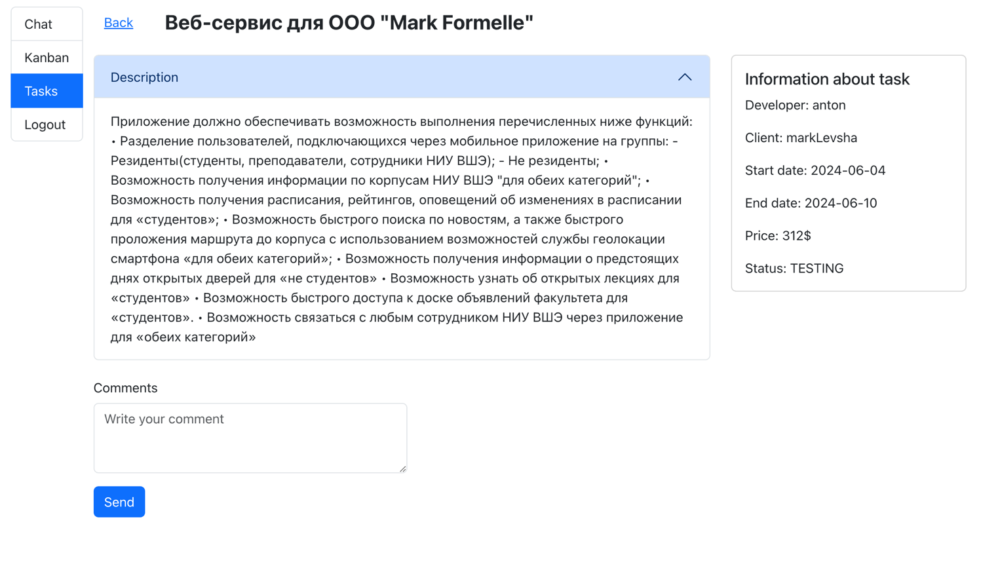 Chat
Kanban
Tasks
Logout
Back
Веб-сервис для ООО "Mark Formelle"
Description
Приложение должно обеспечивать возможность выполнения перечисленных ниже функций:
• Разделение пользователей, подключающихся через мобильное приложение на группы: -
Резиденты(студенты, преподаватели, сотрудники НИУ ВШЭ); - Не резиденты; •
Возможность получения информации по корпусам НИУ ВШЭ "для обеих категорий"; •
Возможность получения расписания, рейтингов, оповещений об изменениях в расписании
для «студентов»; • Возможность быстрого поиска по новостям, а также быстрого
проложения маршрута до корпуса с использованием возможностей службы геолокации
смартфона «для обеих категорий»; • Возможность получения информации о предстоящих
днях открытых дверей для «не студентов» • Возможность узнать об открытых лекциях для
«студентов» • Возможность быстрого доступа к доске объявлений факультета для
«студентов». • Возможность связаться с любым сотрудником НИУ ВШЭ через приложение
для «обеих категорий»
Comments
Write your comment
Send
Information about task
Developer: anton
Client: markLevsha
Start date: 2024-06-04
End date: 2024-06-10
Price: 312$
Status: TESTING